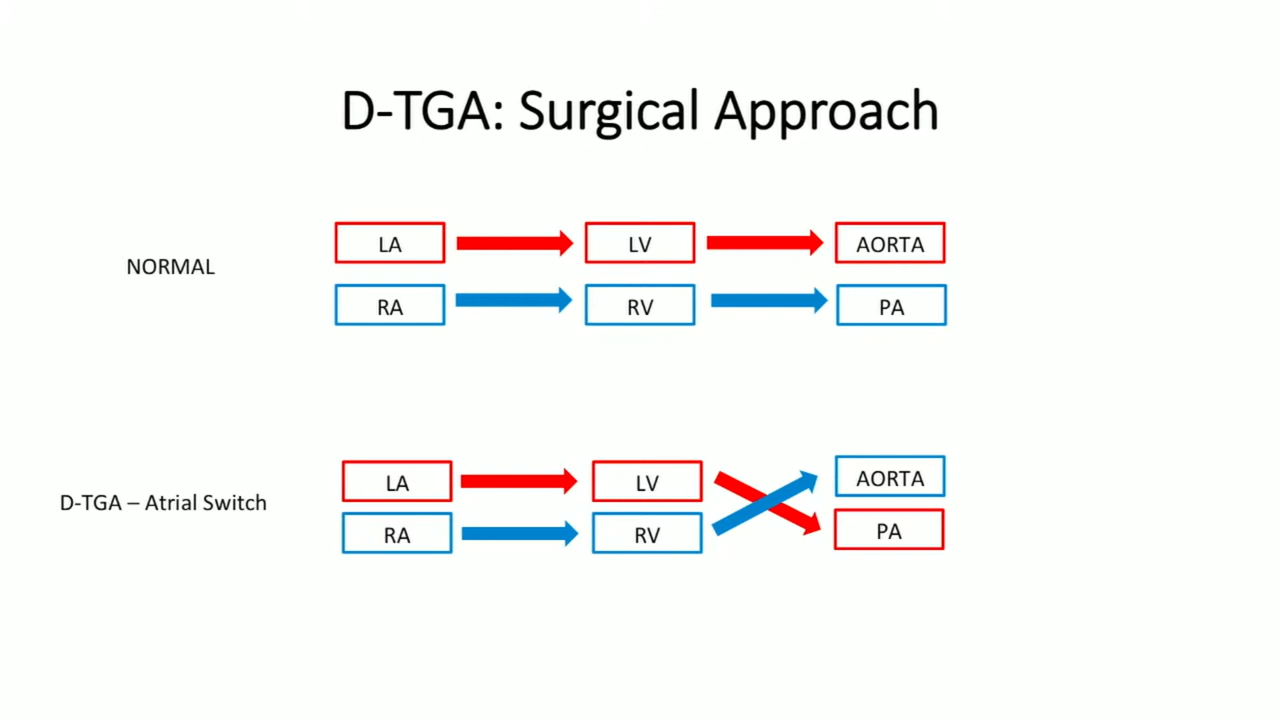 D-TGA: Surgical Approach
NORMAL
LA
LV
AORTA
RA
RV
PA
D-TGA – Atrial Switch
LA
LV
AORTA
RA
RV
PA